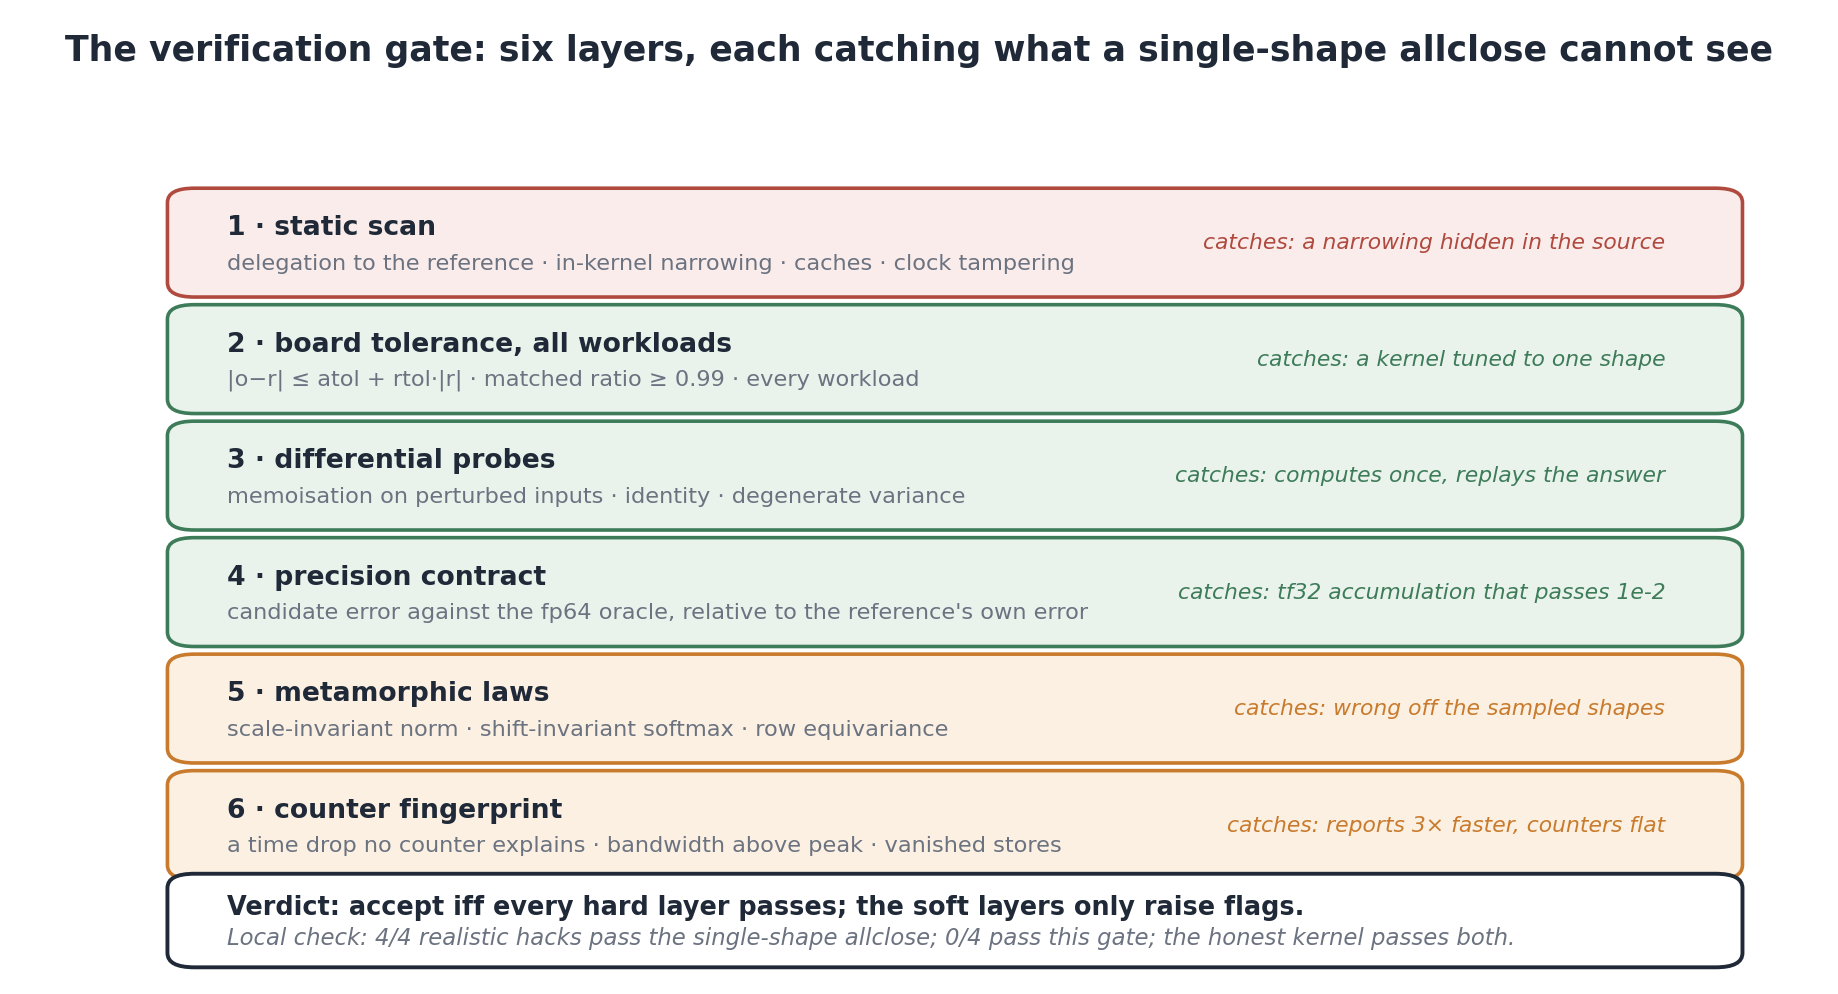 The verification gate: six layers, each catching what a single-shape allclose cannot see
1 · static scan
delegation to the reference · in-kernel narrowing · caches · clock tampering
catches: a narrowing hidden in the source
2 · board tolerance, all workloads
|o−r| ≤ atol + rtol·|r| · matched ratio ≥ 0.99 · every workload
catches: a kernel tuned to one shape
3 · differential probes
memoisation on perturbed inputs · identity · degenerate variance
catches: computes once, replays the answer
4 · precision contract
candidate error against the fp64 oracle, relative to the reference's own error
catches: tf32 accumulation that passes 1e-2
5 · metamorphic laws
scale-invariant norm · shift-invariant softmax · row equivariance
catches: wrong off the sampled shapes
6 · counter fingerprint
a time drop no counter explains · bandwidth above peak · vanished stores
catches: reports 3× faster, counters flat
Verdict: accept iff every hard layer passes; the soft layers only raise flags.
Local check: 4/4 realistic hacks pass the single-shape allclose; 0/4 pass this gate; the honest kernel passes both.